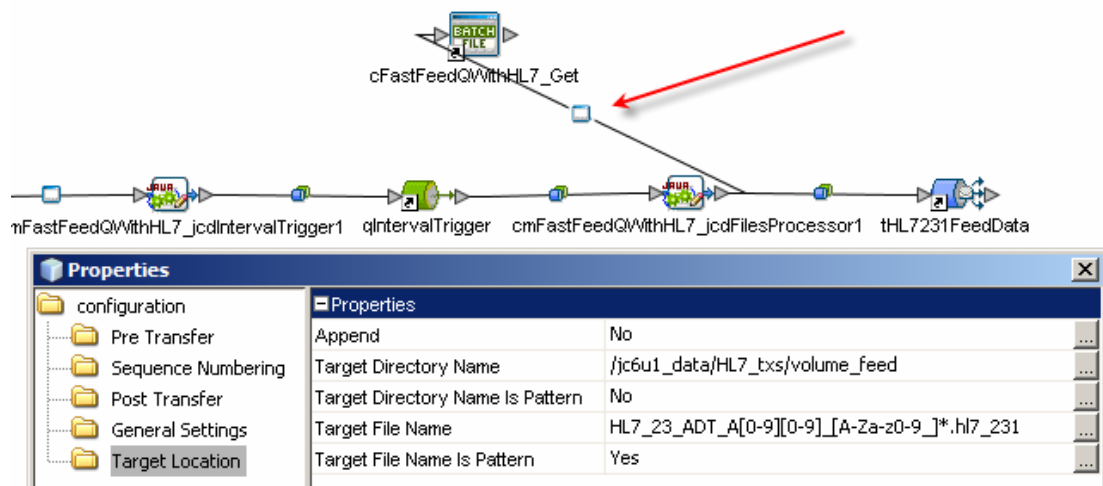 BATCH
FILE
cFastFeedQWithHL7_Get
JAVA
JAVA
mFastFeedQWithHL7_jcdIntervalTrigger1
qIntervalTrigger
cmFastFeedQWithHL7_jcdFilesProcessor1
tHL7231FeedData
Properties
configuration
Pre Transfer
Sequence Numbering
Post Transfer
General Settings
Target Location
Properties
Append No ...
Target Directory Name /jc6u1_data/HL7_txs/volume_feed ...
Target Directory Name Is Pattern No ...
Target File Name HL7_23_ADT_A[0-9][0-9]_[A-Za-z0-9_]*.hl7_231 ...
Target File Name Is Pattern Yes ...